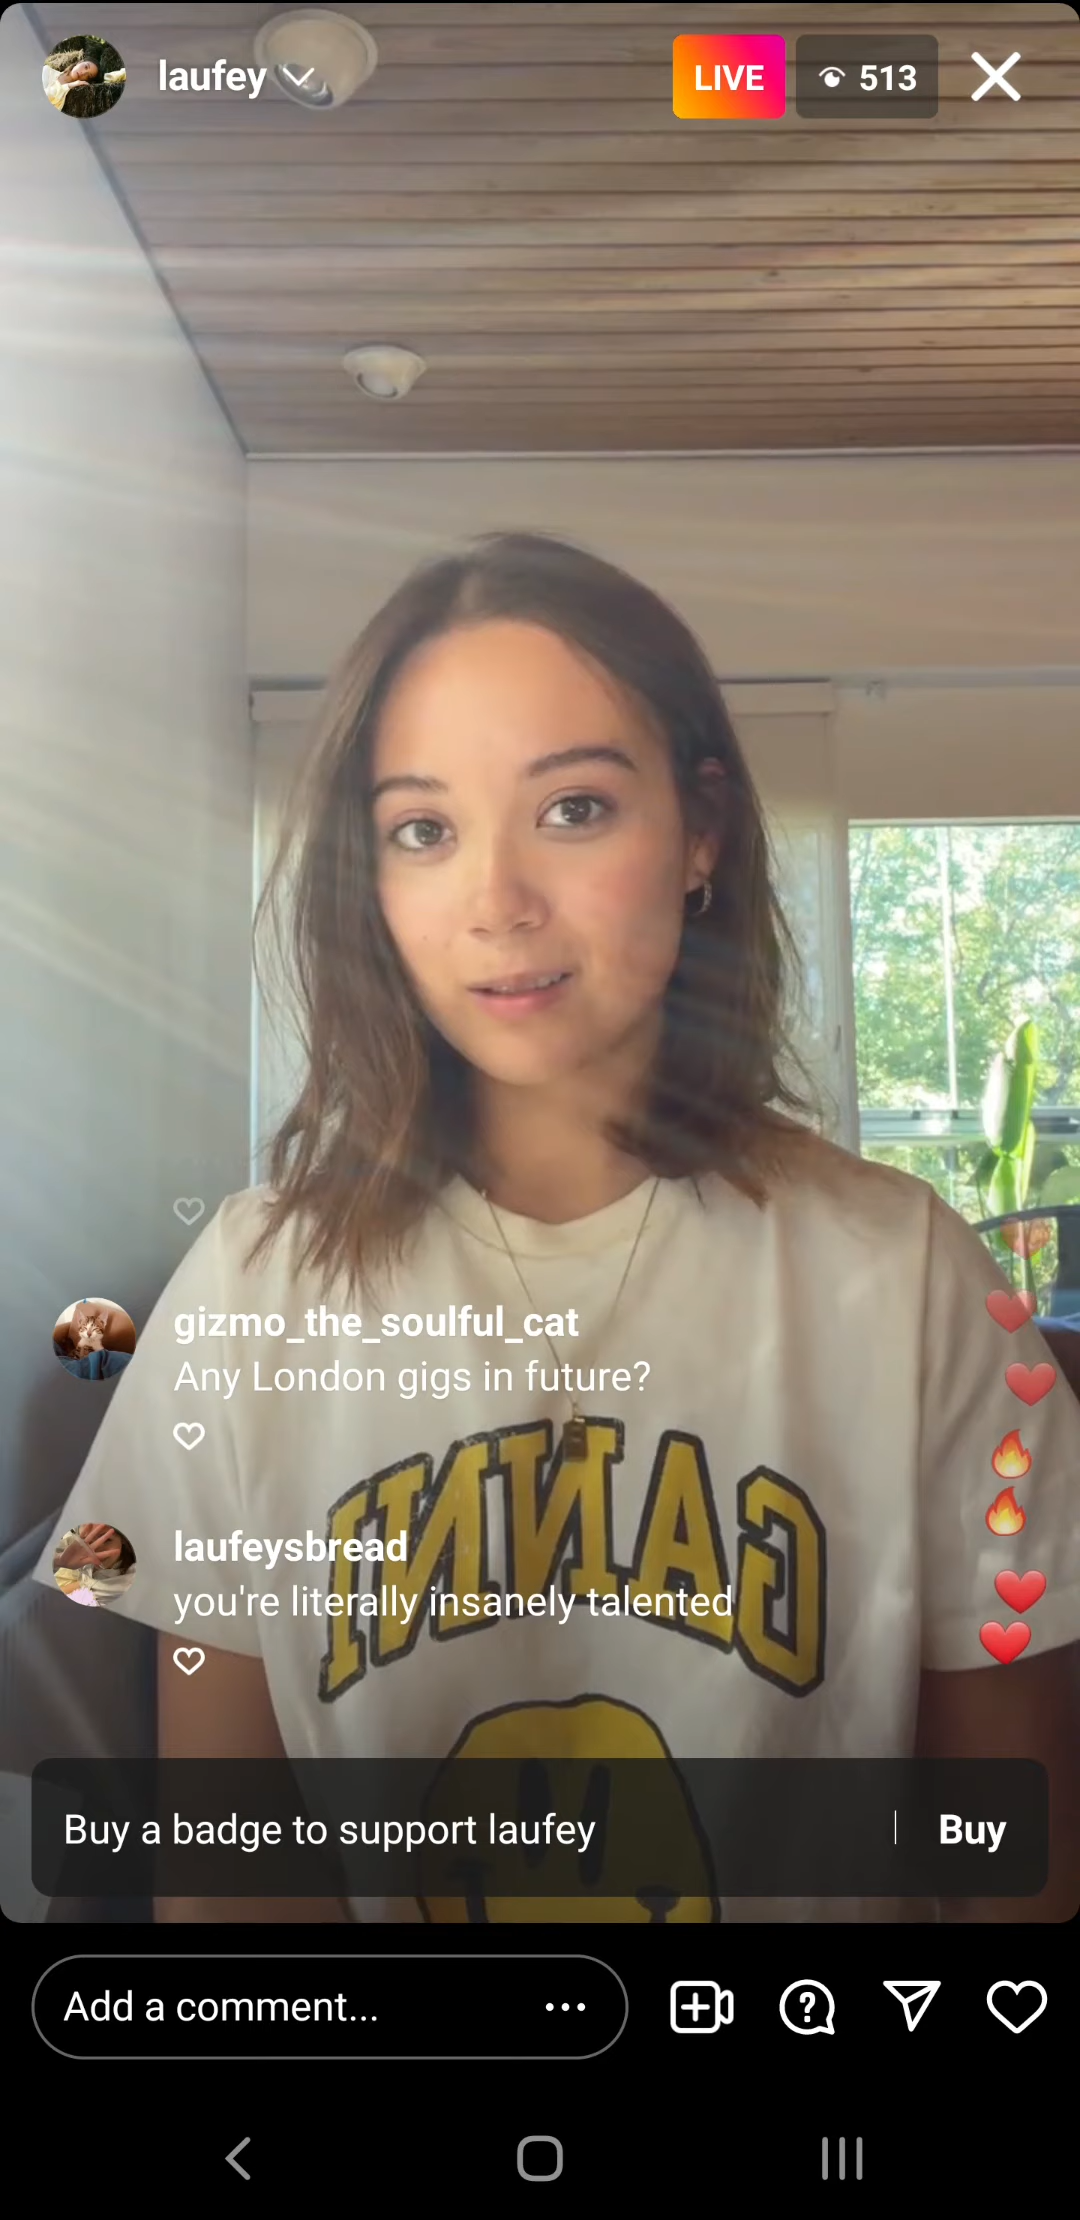 laufey
LIVE
513
gizmo_the_soulful_cat
Any London gigs in future?
GANNI
laufeysbread
you're literally insanely talented
Buy a badge to support laufey
Buy
Add a comment...